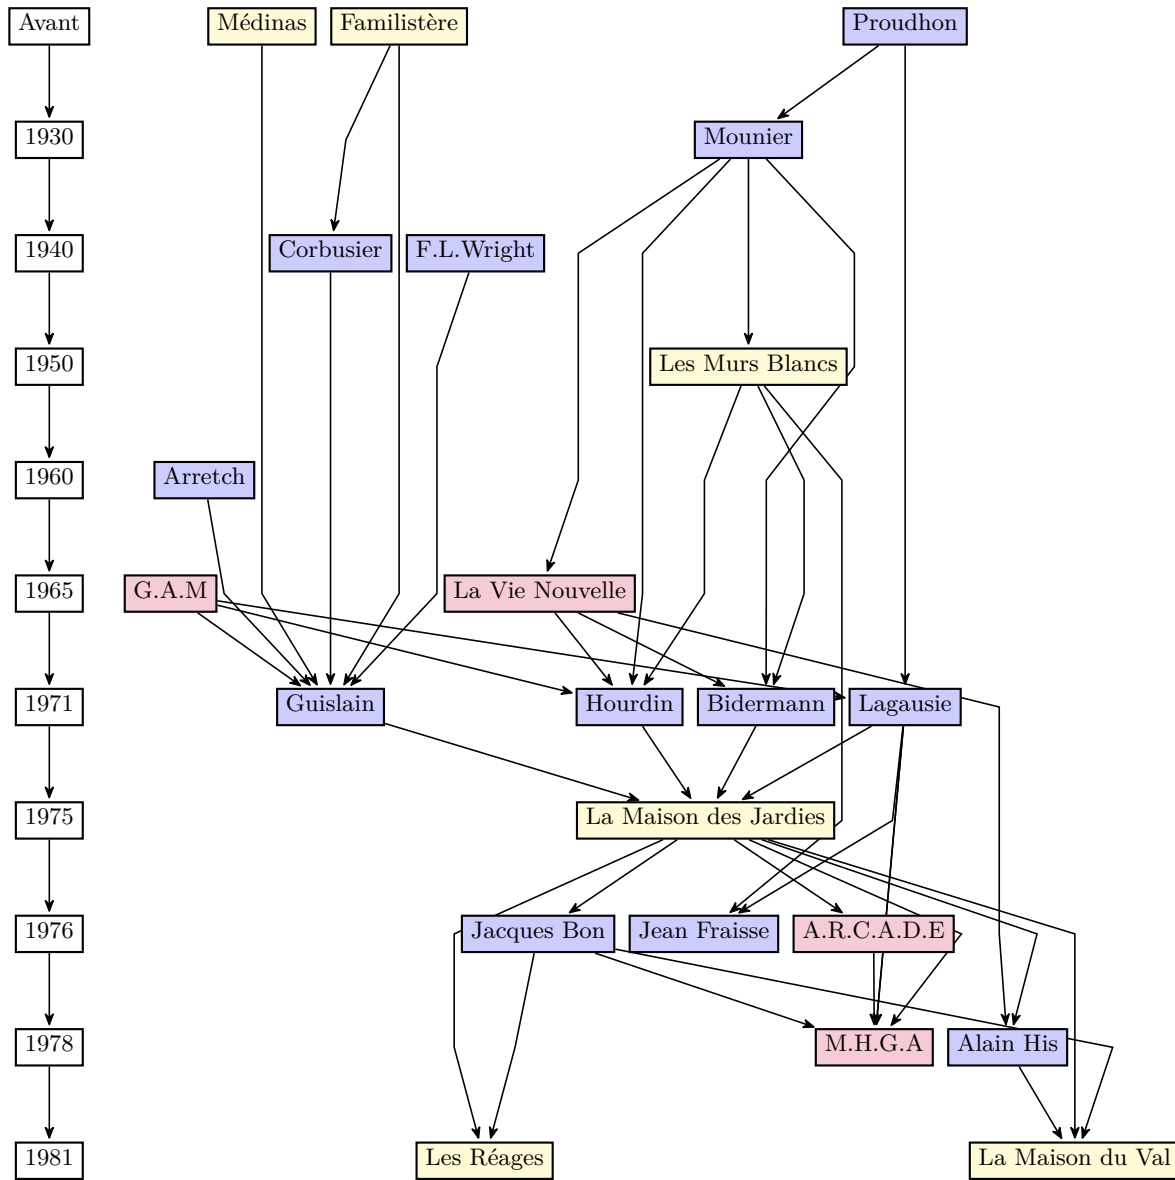 Avant
Médinas
Familistère
Proudhon
1930
Mounier
1940
Corbusier
F.L.Wright
1950
Les Murs Blancs
1960
Arretch
1965
G.A.M
La Vie Nouvelle
1971
Guislain
Hourdin
Bidermann
Lagausie
1975
La Maison des Jardies
1976
Jacques Bon
Jean Fraisse
A.R.C.A.D.E
1978
M.H.G.A
Alain His
1981
Les Réages
La Maison du Val